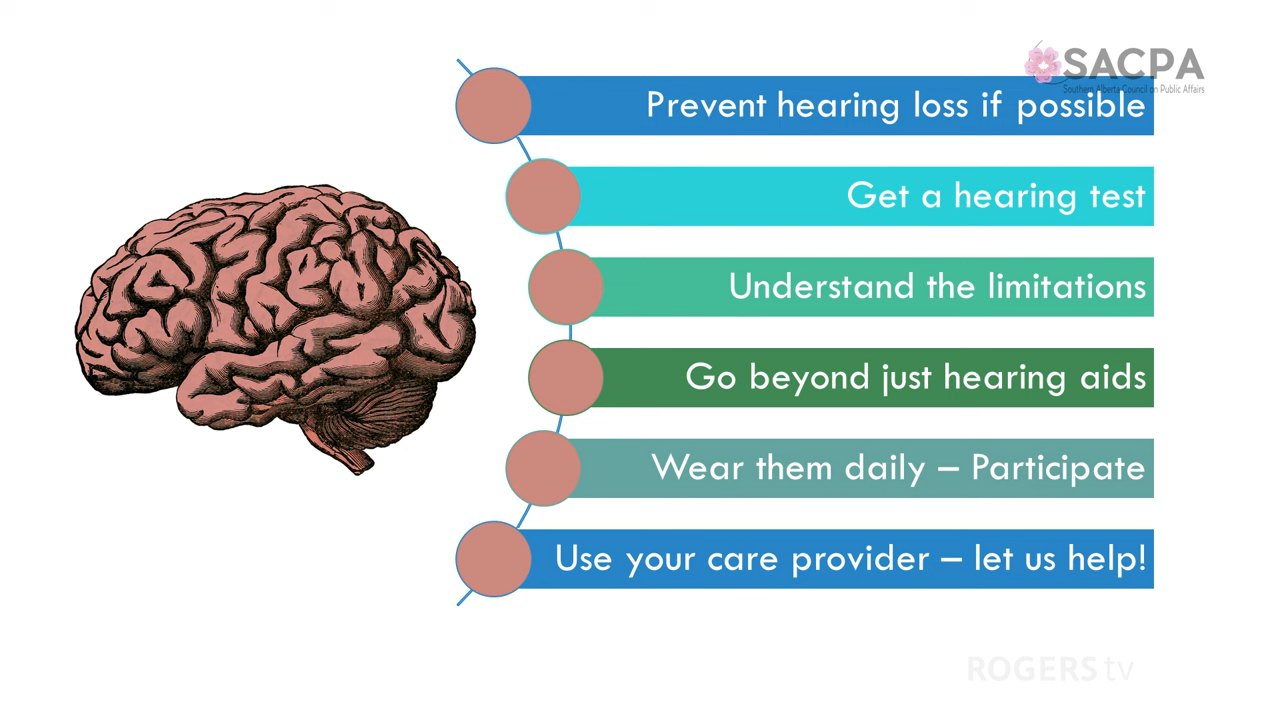 SACPA
Southern Alberta Council on Public Affairs
Prevent hearing loss if possible
Get a hearing test
Understand the limitations
Go beyond just hearing aids
Wear them daily – Participate
Use your care provider – let us help!
ROGERS tv